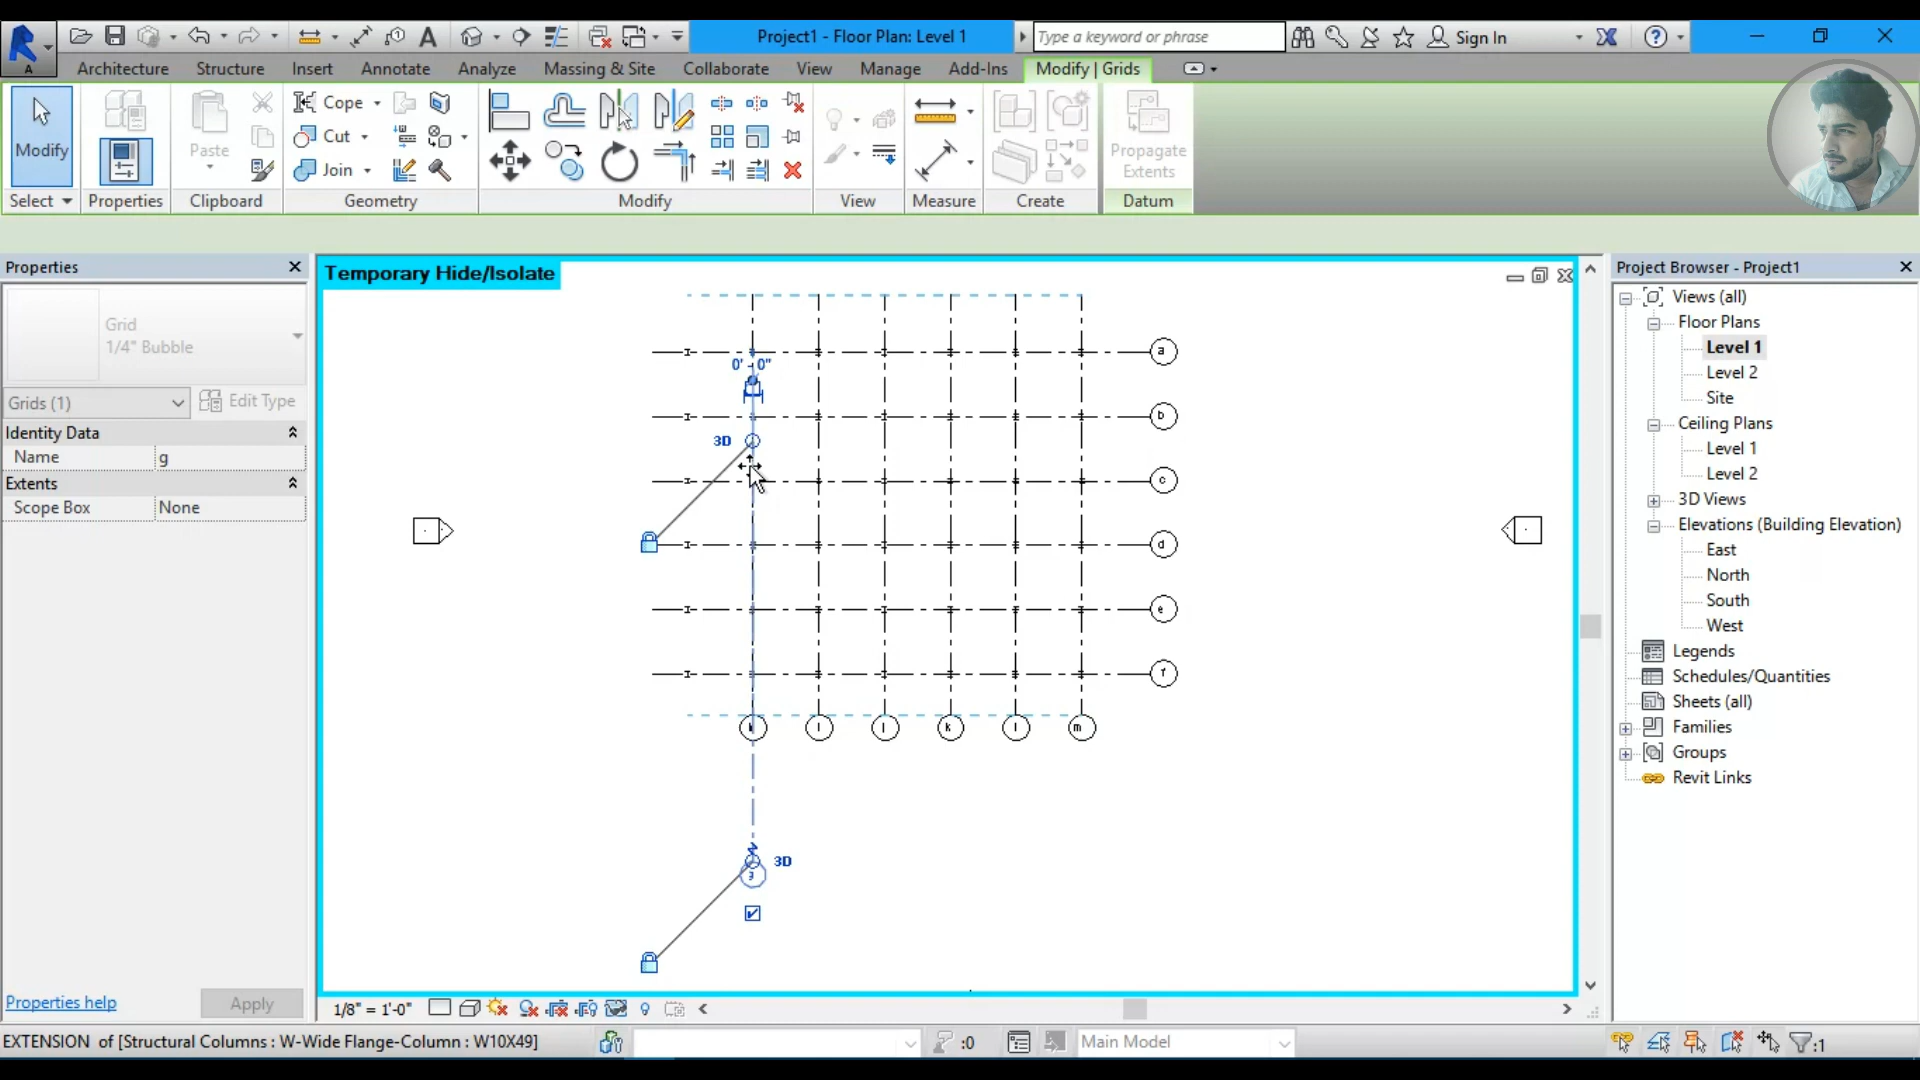 Project1 - Floor Plan: Level 1
Type a keyword or phrase
Sign In
A
Architecture Structure Insert Annotate Analyze Massing & Site Collaborate View Manage Add-Ins Modify | Grids
Modify
Paste
Cope
Cut
Join
Propagate
Extents
Select Properties Clipboard Geometry Modify View Measure Create Datum
Properties
Grid
1/4" Bubble
Grids (1)
Edit Type
Identity Data
Name g
Extents
Scope Box None
Properties help
Apply
Temporary Hide/Isolate
a
0' - 0"
b
3D
c
d
e
f
k
m
3D
Project Browser - Project1
Views (all)
Floor Plans
Level 1
Level 2
Site
Ceiling Plans
Level 1
Level 2
3D Views
Elevations (Building Elevation)
East
North
South
West
Legends
Schedules/Quantities
Sheets (all)
Families
Groups
Revit Links
1/8" = 1'-0"
EXTENSION of [Structural Columns : W-Wide Flange-Column : W10X49]
:0
Main Model
:1